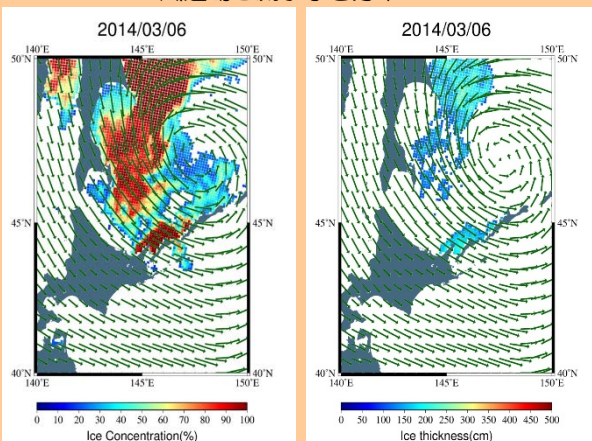 2014/03/06
140˚E 145˚E 150˚E
50˚N 50˚N
45˚N 45˚N
40˚N 40˚N
140˚E 145˚E 150˚E
0 10 20 30 40 50 60 70 80 90 100
Ice Concentration(%)
2014/03/06
140˚E 145˚E 150˚E
50˚N 50˚N
45˚N 45˚N
40˚N 40˚N
140˚E 145˚E 150˚E
0 50 100 150 200 250 300 350 400 450 500
Ice thickness(cm)